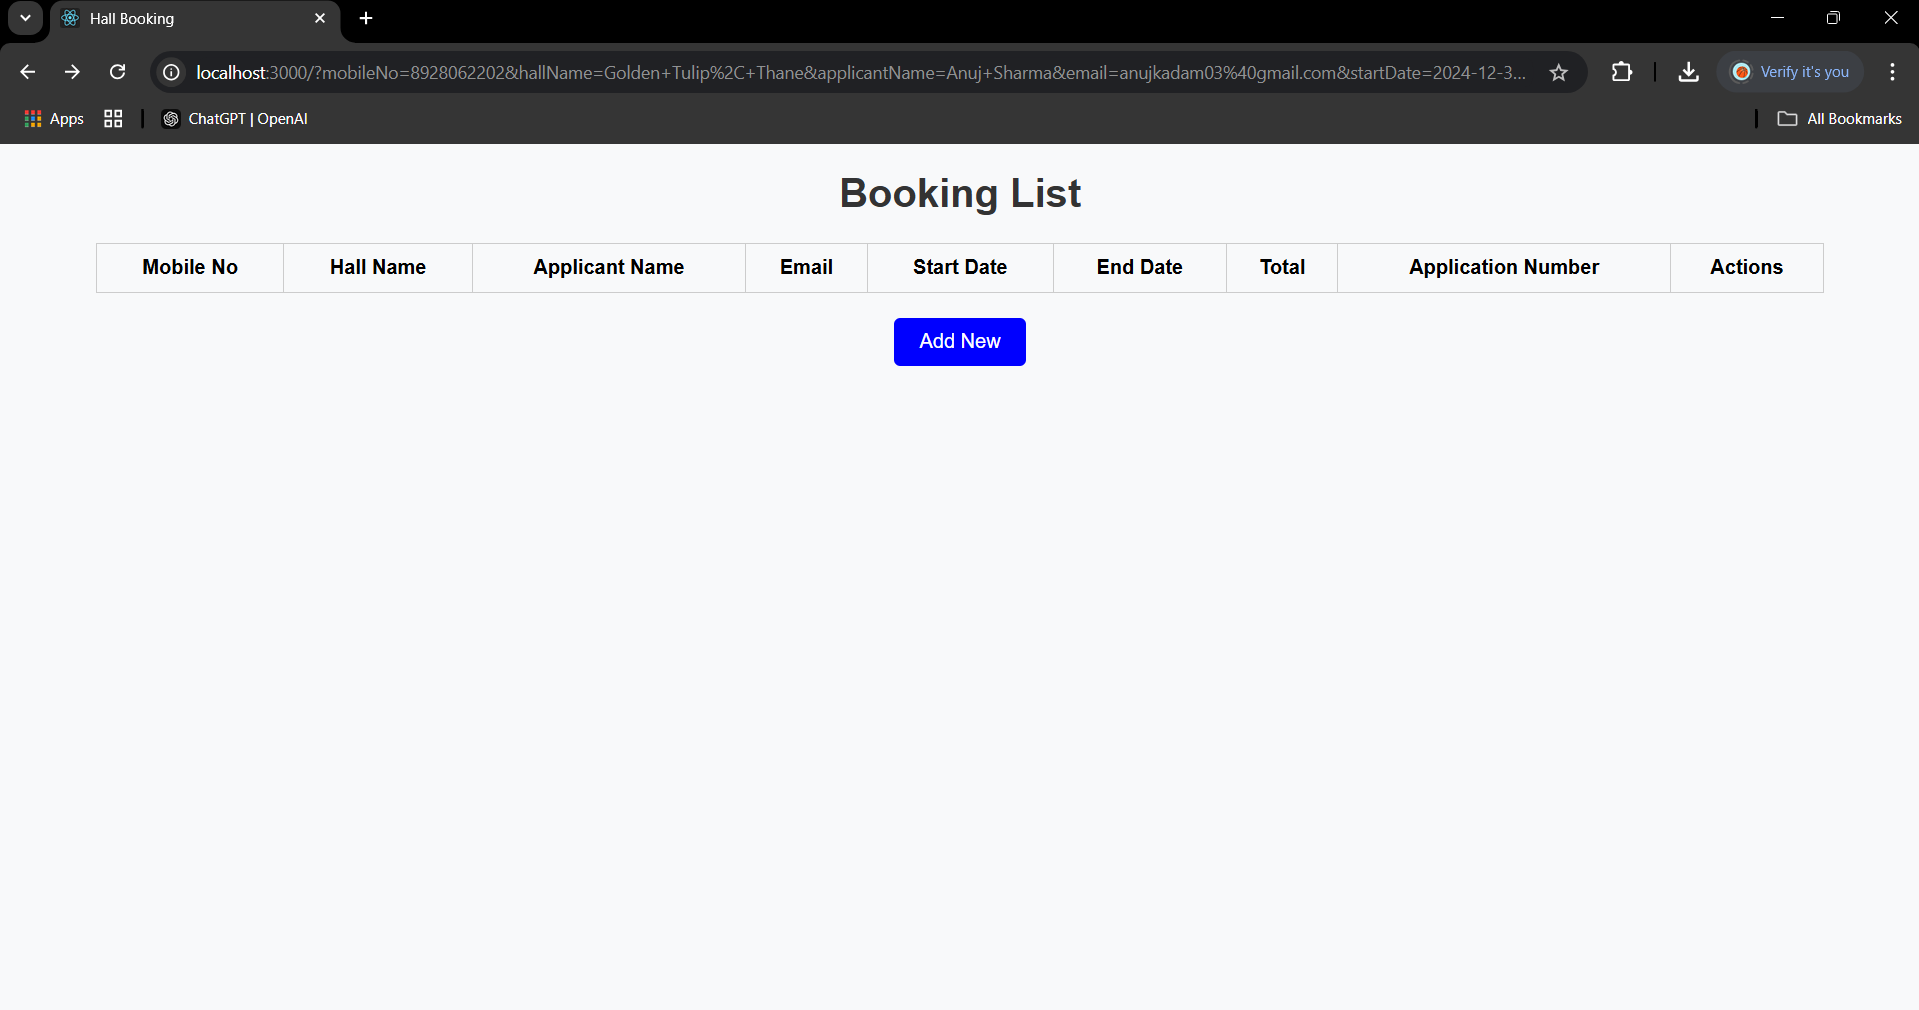 Hall Booking
localhost:3000/?mobileNo=8928062202&hallName=Golden+Tulip%2C+Thane&applicantName=Anuj+Sharma&email=anujkadam03%40gmail.com&startDate=2024-12-3...
Verify it's you
Apps
ChatGPT | OpenAI
All Bookmarks
Booking List
Mobile No Hall Name Applicant Name Email Start Date End Date Total Application Number Actions
Add New